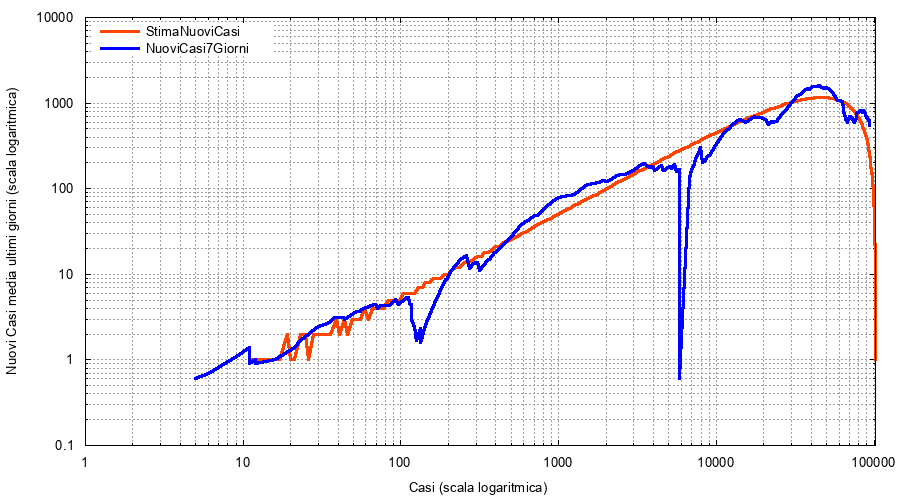 10000
1000
100
10
1
0.1
Nuovi Casi media ultimi giorni (scala logaritmica)
StimaNuoviCasi
NuoviCasi7Giorni
1 10 100 1000 10000 100000
Casi (scala logaritmica)